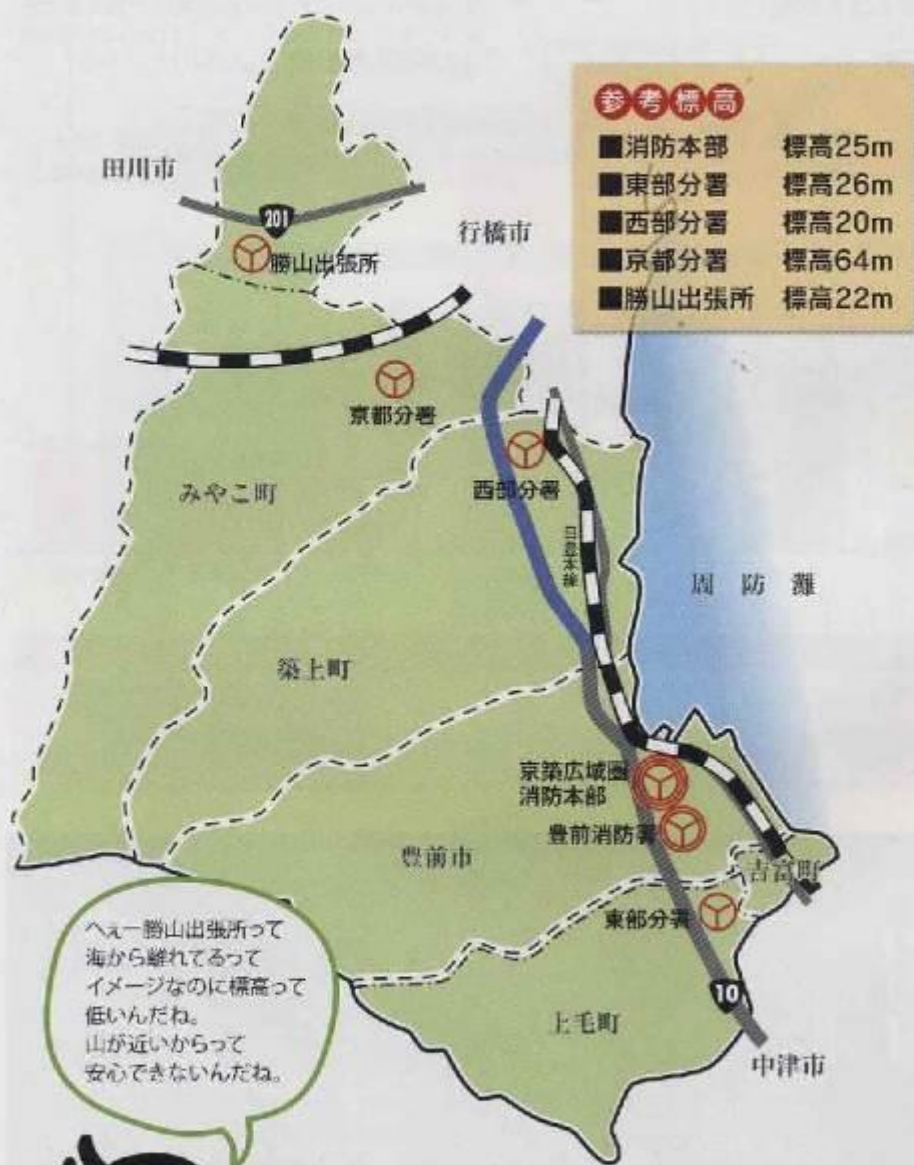 参考標高
■消防本部 標高25m
■東部分署 標高26m
■西部分署 標高20m
■京都分署 標高64m
■勝山出張所 標高22m
田川市
201
行橋市
勝山出張所
京都分署
西部分署
みやこ町
日豊本線
周防灘
築上町
京築広域圏
消防本部
豊前消防署
豊前市
吉富町
東部分署
10
上毛町
中津市
へぇー勝山出張所って
海から離れてるって
イメージなのに標高って
低いんだね。
山が近いからって
安心できないんだね。